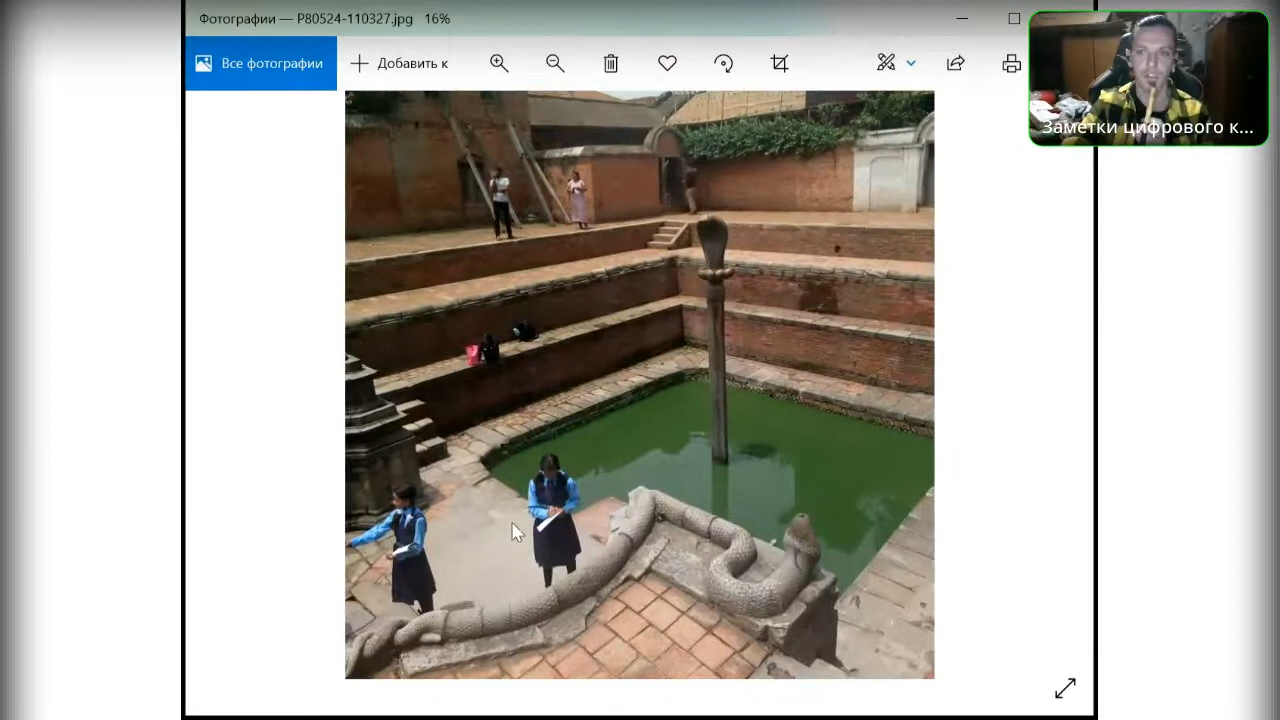 Фотографии — P80524-110327.jpg 16%
Все фотографии
Добавить к
Заметки цифрового к...